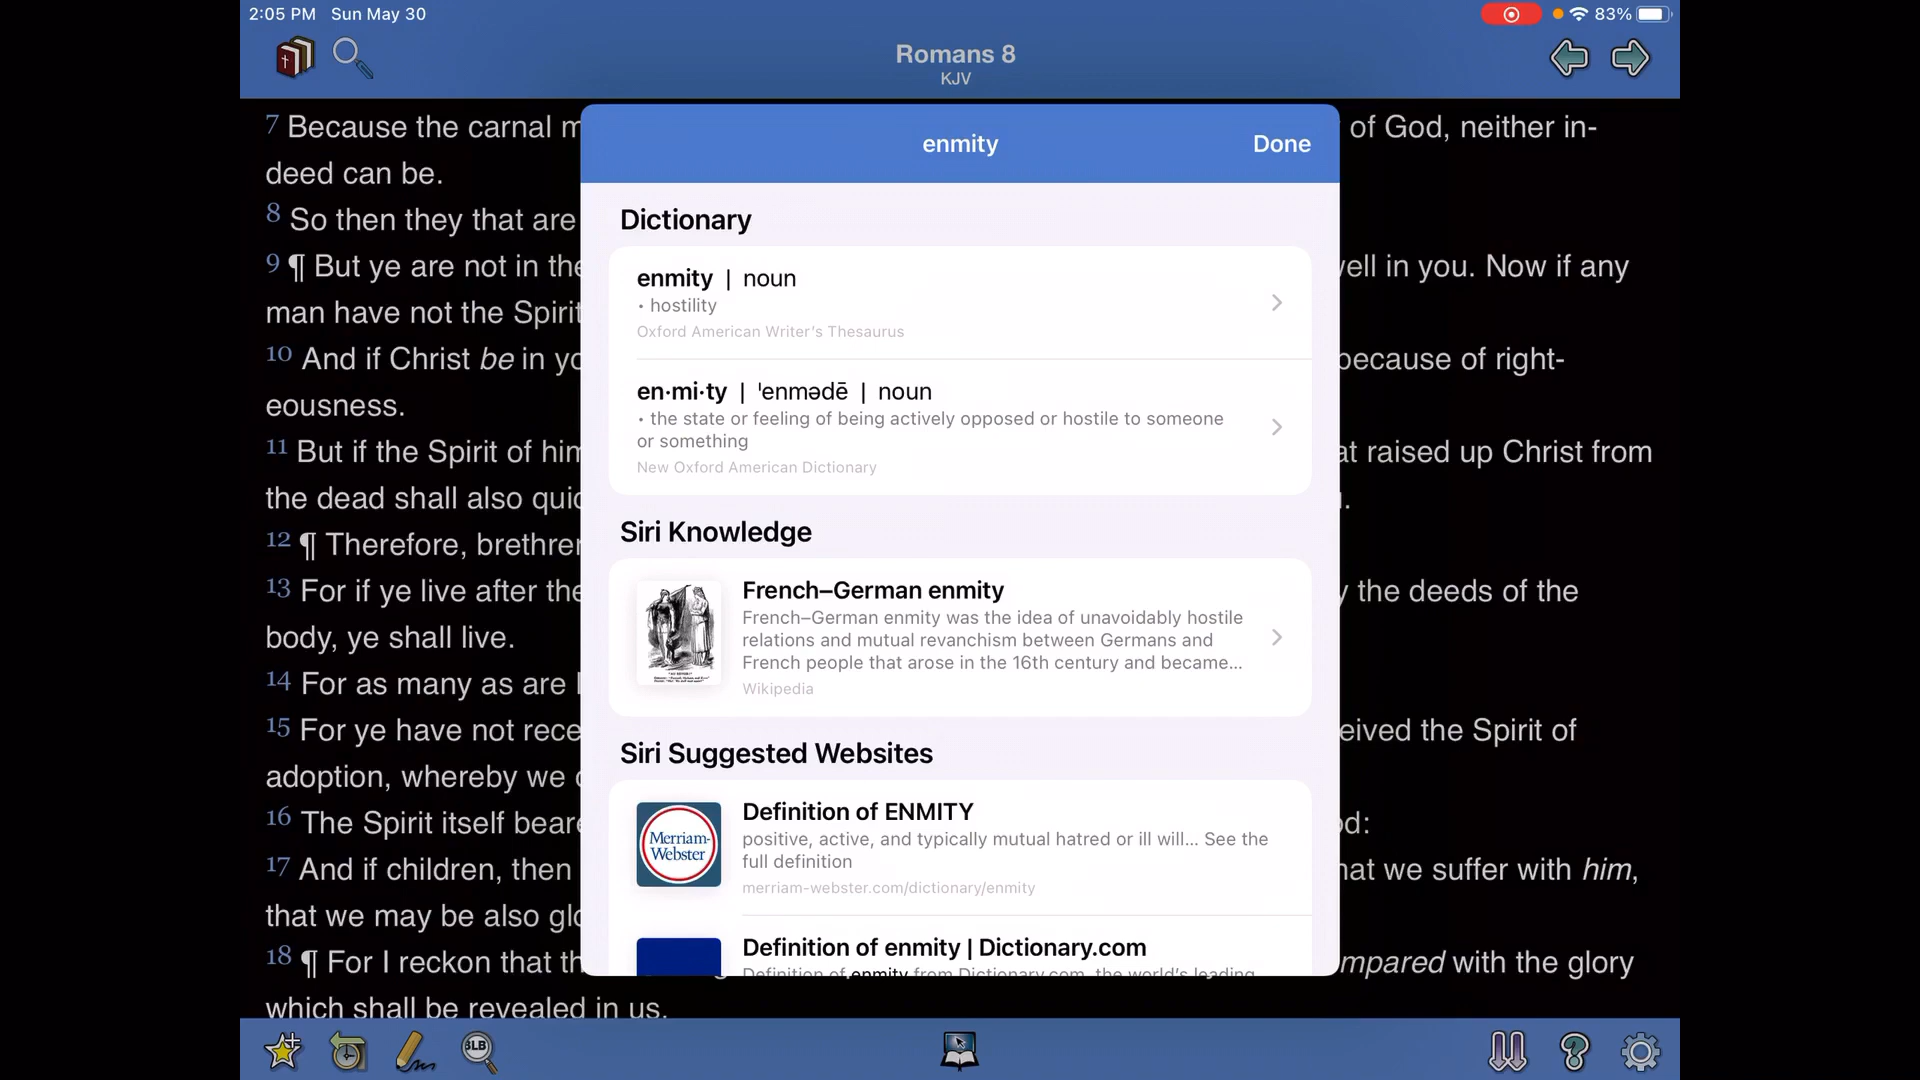 2:05 PM Sun May 30
83%
Romans 8
KJV
7 Because the carnal m
of God, neither in-
deed can be.
8 So then they that are
9 ¶ But ye are not in the
vell in you. Now if any
man have not the Spirit
10 And if Christ be in yo
because of right-
eousness.
11 But if the Spirit of him
at raised up Christ from
the dead shall also quic
12 ¶ Therefore, brethren
13 For if ye live after the
y the deeds of the
body, ye shall live.
14 For as many as are l
15 For ye have not rece
eived the Spirit of
adoption, whereby we c
16 The Spirit itself beare
od:
17 And if children, then
hat we suffer with him,
that we may be also glo
18 ¶ For I reckon that th
mpared with the glory
which shall be revealed in us.
enmity
Done
Dictionary
enmity | noun
• hostility
Oxford American Writer's Thesaurus
en·mi·ty | ˈenmədē | noun
• the state or feeling of being actively opposed or hostile to someone
or something
New Oxford American Dictionary
Siri Knowledge
French–German enmity
French–German enmity was the idea of unavoidably hostile
relations and mutual revanchism between Germans and
French people that arose in the 16th century and became...
Wikipedia
Siri Suggested Websites
Merriam-
Webster
Definition of ENMITY
positive, active, and typically mutual hatred or ill will... See the
full definition
merriam-webster.com/dictionary/enmity
Definition of enmity | Dictionary.com
Definition of enmity from Dictionary.com, the world's leading
BLB